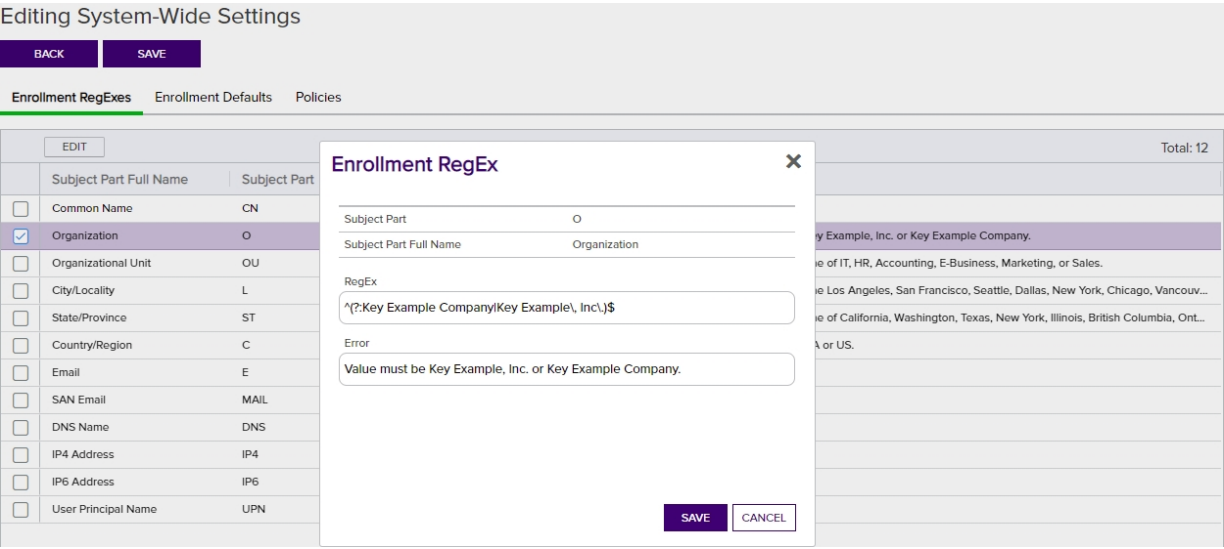 Editing System-Wide Settings
BACK SAVE
Enrollment RegExes Enrollment Defaults Policies
EDIT Total: 12
Subject Part Full Name Subject Part
Common Name CN
Organization O Example, Inc. or Key Example Company.
Organizational Unit OU of IT, HR, Accounting, E-Business, Marketing, or Sales.
City/Locality L Los Angeles, San Francisco, Seattle, Dallas, New York, Chicago, Vancouv...
State/Province ST of California, Washington, Texas, New York, Illinois, British Columbia, Ont...
Country/Region C or US.
Email E
SAN Email MAIL
DNS Name DNS
IP4 Address IP4
IP6 Address IP6
User Principal Name UPN
Enrollment RegEx
Subject Part O
Subject Part Full Name Organization
RegEx
^(?:Key Example Company|Key Example\, Inc\.)$
Error
Value must be Key Example, Inc. or Key Example Company.
SAVE CANCEL